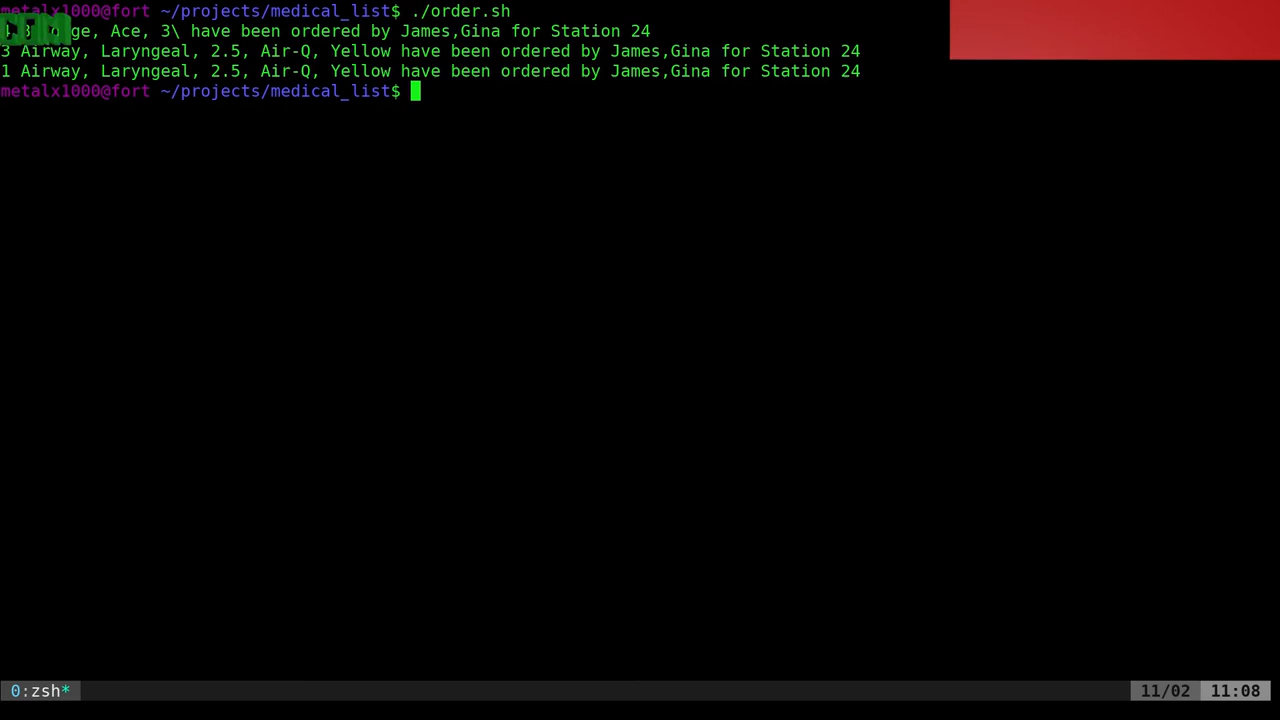 metalx1000@fort ~/projects/medical_list$ ./order.sh
ge, Ace, 3\ have been ordered by James,Gina for Station 24
3 Airway, Laryngeal, 2.5, Air-Q, Yellow have been ordered by James,Gina for Station 24
1 Airway, Laryngeal, 2.5, Air-Q, Yellow have been ordered by James,Gina for Station 24
metalx1000@fort ~/projects/medical_list$
0:zsh* 11/02 11:08